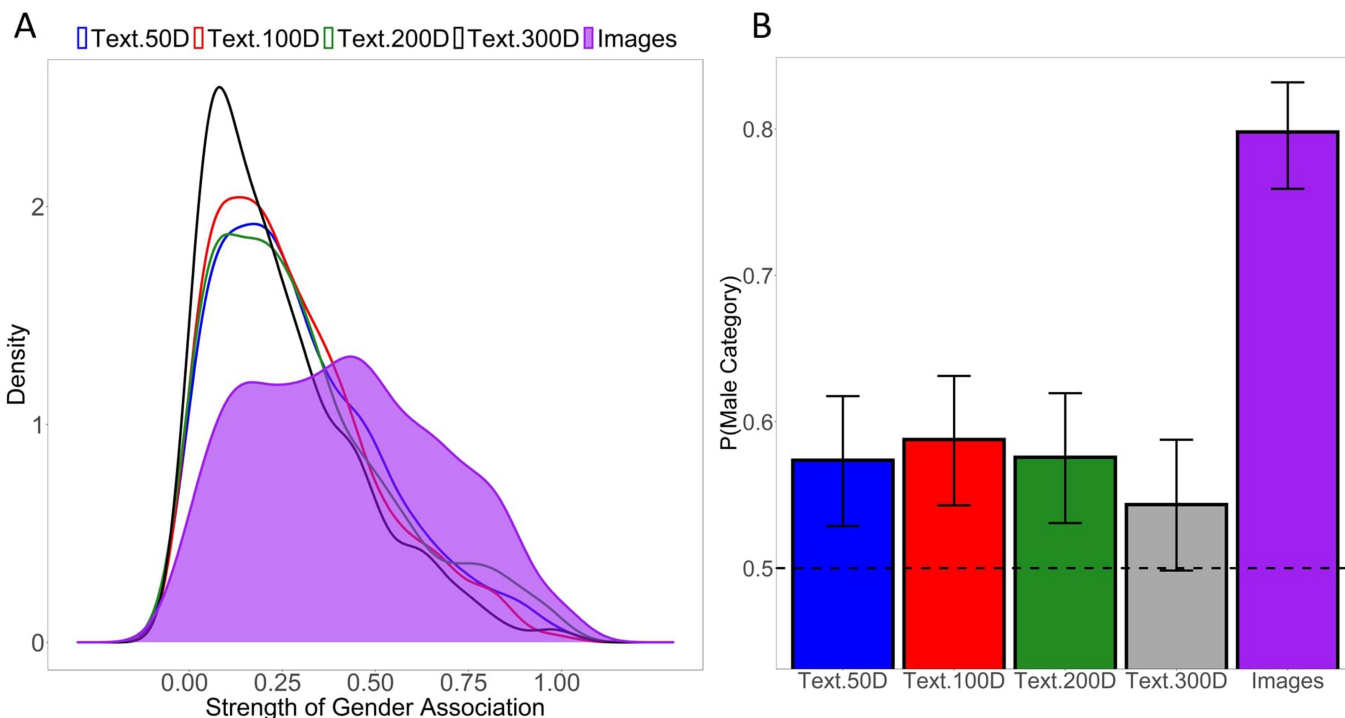 A
Text.50D Text.100D Text.200D Text.300D Images
Density
2
1
0
0.00 0.25 0.50 0.75 1.00
Strength of Gender Association
B
P(Male Category)
0.8
0.7
0.6
0.5
Text.50D Text.100D Text.200D Text.300D Images